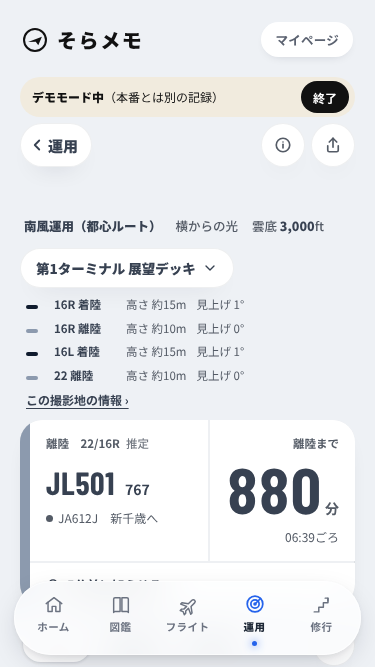 そらメモ
マイページ
デモモード中（本番とは別の記録）
終了
運用
南風運用（都心ルート） 横からの光 雲底 3,000ft
第1ターミナル 展望デッキ
16R 着陸 高さ 約15m 見上げ 1°
16R 離陸 高さ 約10m 見上げ 0°
16L 着陸 高さ 約15m 見上げ 1°
22 離陸 高さ 約10m 見上げ 0°
この撮影地の情報 ›
離陸 22/16R 推定
離陸まで
JL501 767
880分
JA612J 新千歳へ
06:39ごろ
ホーム
図鑑
フライト
運用
修行